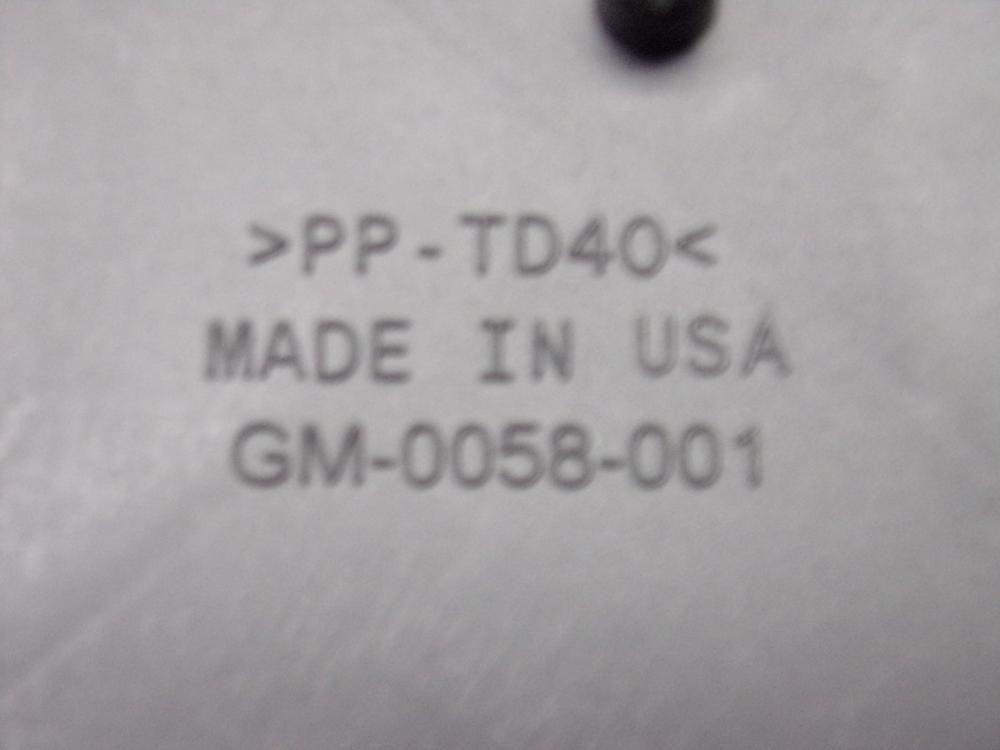 >PP-TD40<
MADE IN USA
GM-0058-001